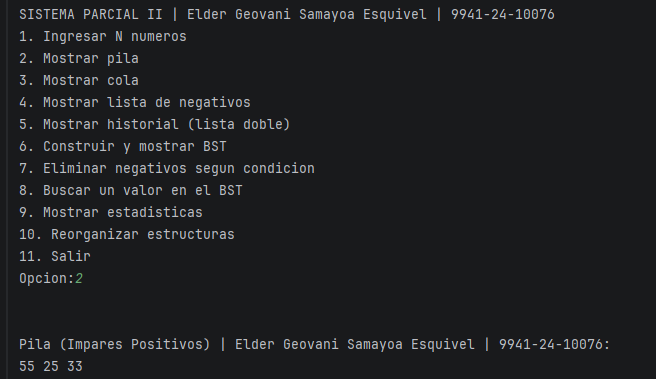 SISTEMA PARCIAL II | Elder Geovani Samayoa Esquivel | 9941-24-10076
1. Ingresar N numeros
2. Mostrar pila
3. Mostrar cola
4. Mostrar lista de negativos
5. Mostrar historial (lista doble)
6. Construir y mostrar BST
7. Eliminar negativos segun condicion
8. Buscar un valor en el BST
9. Mostrar estadisticas
10. Reorganizar estructuras
11. Salir
Opcion:2
Pila (Impares Positivos) | Elder Geovani Samayoa Esquivel | 9941-24-10076:
55 25 33